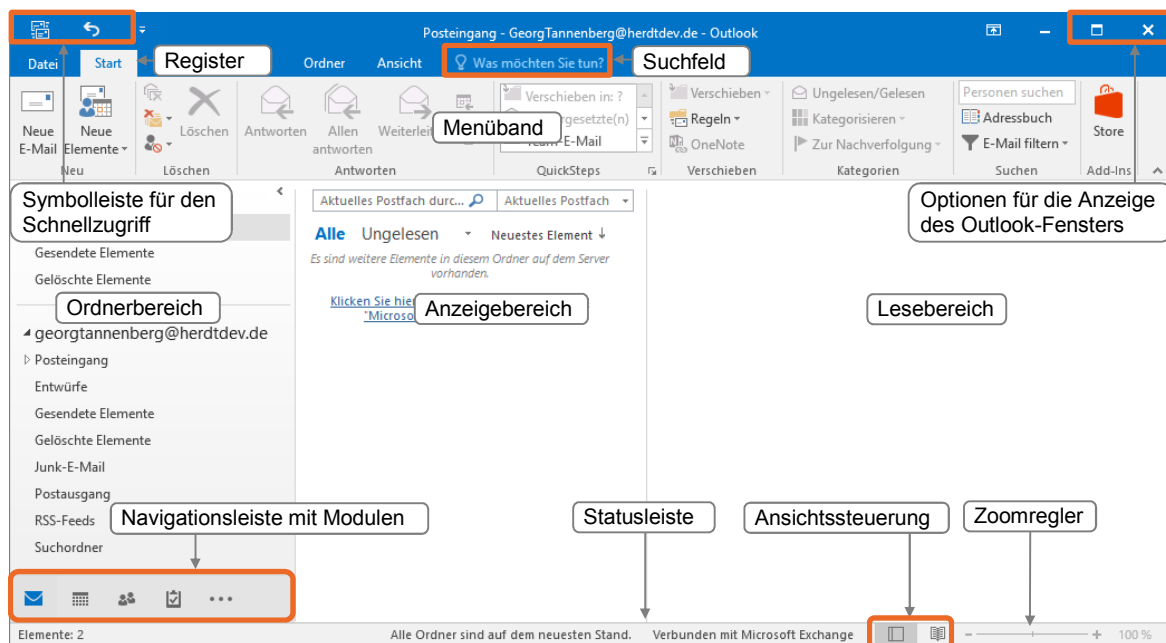 Posteingang - GeorgTannenberg@herdtdev.de - Outlook
Datei Start Register Ordner Ansicht Was möchten Sie tun? Suchfeld
Neue E-Mail
Neue Elemente
Löschen
Antworten
Allen antworten
Menüband
Verschieben in: ?
E-Mail
Verschieben
Regeln
OneNote
Ungelesen/Gelesen
Kategorisieren
Zur Nachverfolgung
Personen suchen
Adressbuch
E-Mail filtern
Store
Neu Löschen Antworten QuickSteps Verschieben Kategorien Suchen Add-Ins
Symbolleiste für den
Schnellzugriff
Gesendete Elemente
Gelöschte Elemente
Ordnerbereich
georgtannenberg@herdtdev.de
Posteingang
Entwürfe
Gesendete Elemente
Gelöschte Elemente
Junk-E-Mail
Postausgang
RSS-Feeds
Suchordner
Navigationsleiste mit Modulen
Aktuelles Postfach durc... Aktuelles Postfach
Alle Ungelesen Neuestes Element ↓
Es sind weitere Elemente in diesem Ordner auf dem Server
vorhanden.
Klicken Sie hier
Anzeigebereich
Optionen für die Anzeige
des Outlook-Fensters
Lesebereich
Statusleiste
Ansichtssteuerung
Zoomregler
Elemente: 2 Alle Ordner sind auf dem neuesten Stand. Verbunden mit Microsoft Exchange 100 %